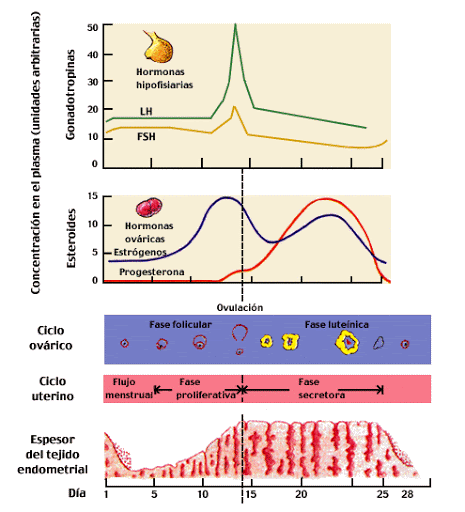 Concentración en el plasma (unidades arbitrarias)
Gonadotropinas
50
40
30
20
10
0
Hormonas
hipofisiarias
LH
FSH
Esteroides
15
10
5
0
Hormonas
ováricas
Estrógenos
Progesterona
Ovulación
Ciclo
ovárico
Fase folicular
Fase luteínica
Ciclo
uterino
Flujo
menstrual
Fase
proliferativa
Fase
secretora
Espesor
del tejido
endometrial
Día
1 5 10 15 20 25 28